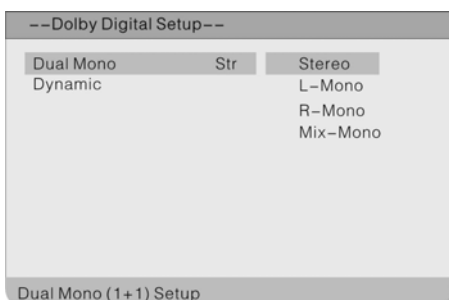 --Dolby Digital Setup--
Dual Mono Str Stereo
Dynamic L-Mono
R-Mono
Mix-Mono
Dual Mono (1+1) Setup